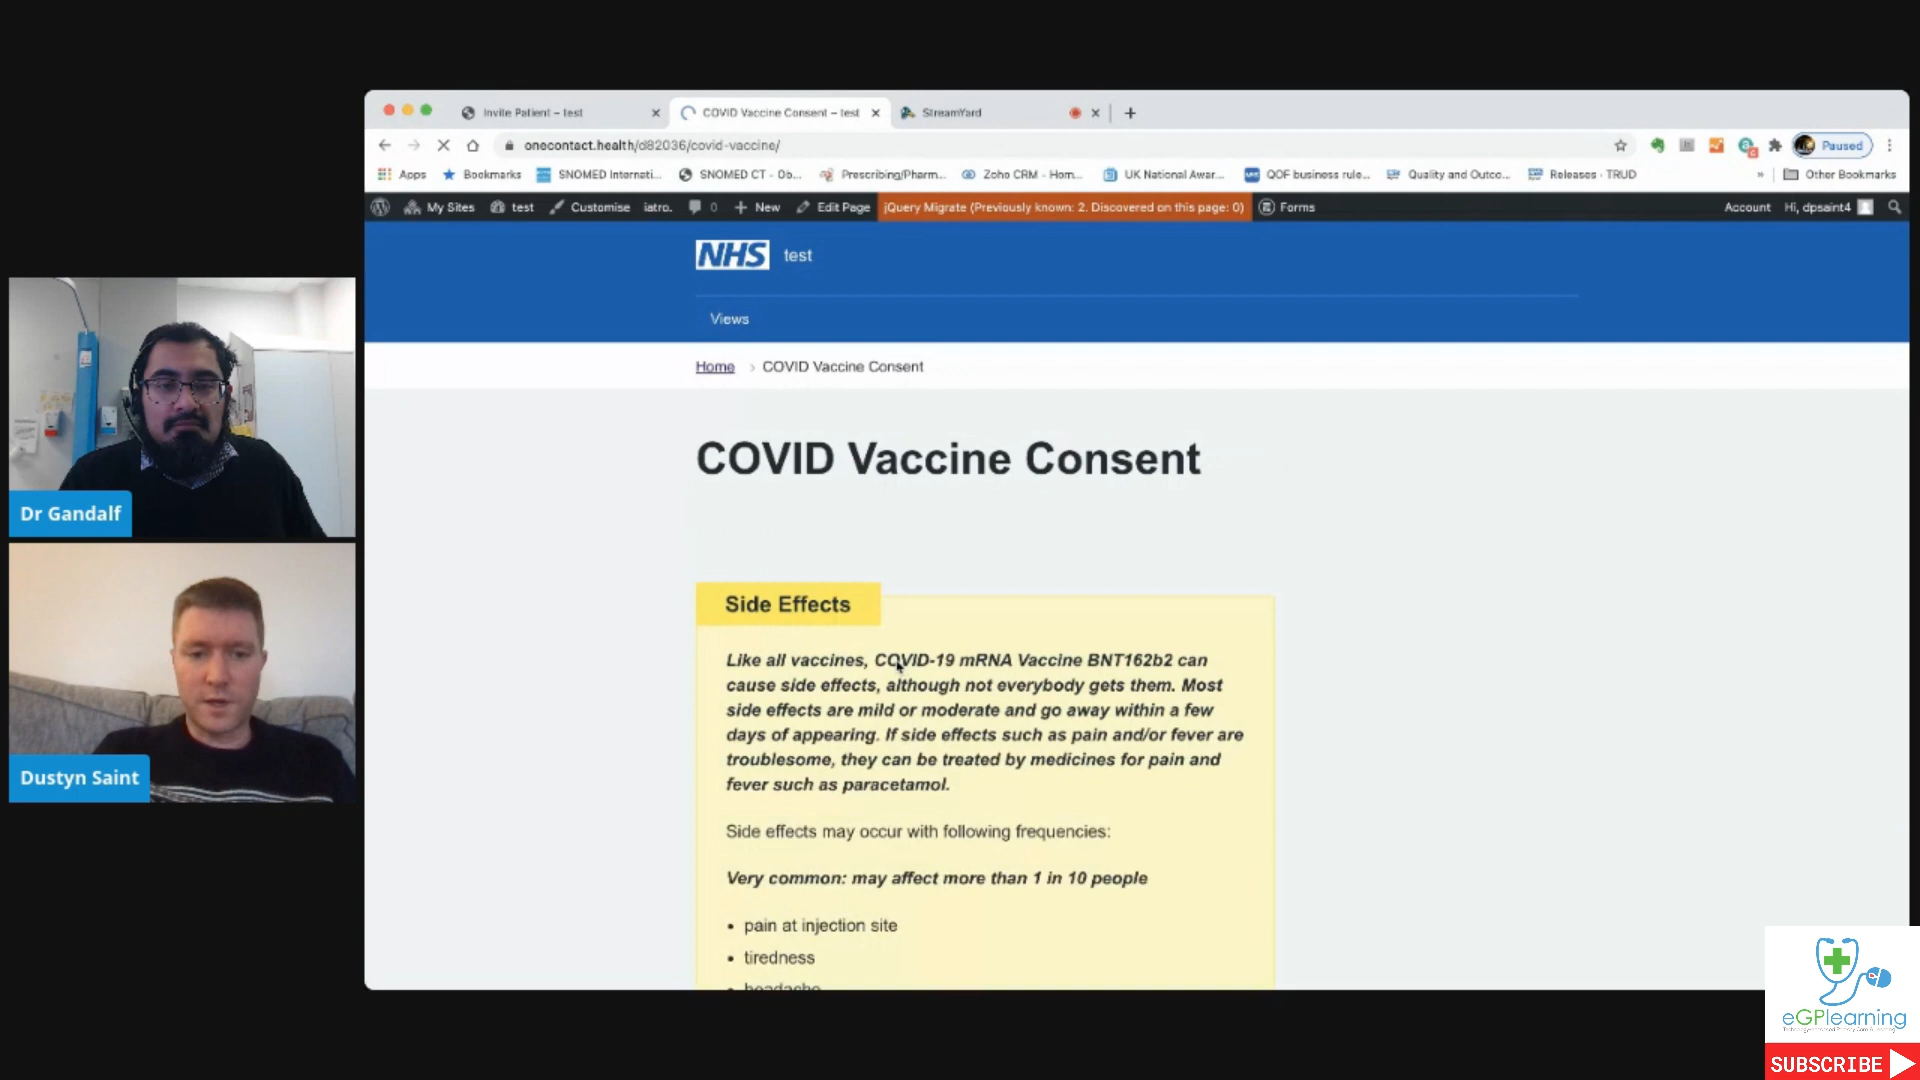 Invite Patient – test
COVID Vaccine Consent – test
StreamYard
onecontact.health/d82036/covid-vaccine/
Paused
Apps
Bookmarks
SNOMED Internati...
SNOMED CT - Ob...
Prescribing/Pharm...
Zoho CRM - Hom...
UK National Awar...
QOF business rule...
Quality and Outco...
Releases · TRUD
»
Other Bookmarks
My Sites
test
Customise
iatro.
0
New
Edit Page
jQuery Migrate (Previously known: 2. Discovered on this page: 0)
Forms
Account
Hi, dpsaint4
NHS test
Views
Home › COVID Vaccine Consent
COVID Vaccine Consent
Side Effects
Like all vaccines, COVID-19 mRNA Vaccine BNT162b2 can
cause side effects, although not everybody gets them. Most
side effects are mild or moderate and go away within a few
days of appearing. If side effects such as pain and/or fever are
troublesome, they can be treated by medicines for pain and
fever such as paracetamol.
Side effects may occur with following frequencies:
Very common: may affect more than 1 in 10 people
• pain at injection site
• tiredness
• headache
Dr Gandalf
Dustyn Saint
eGPlearning
SUBSCRIBE